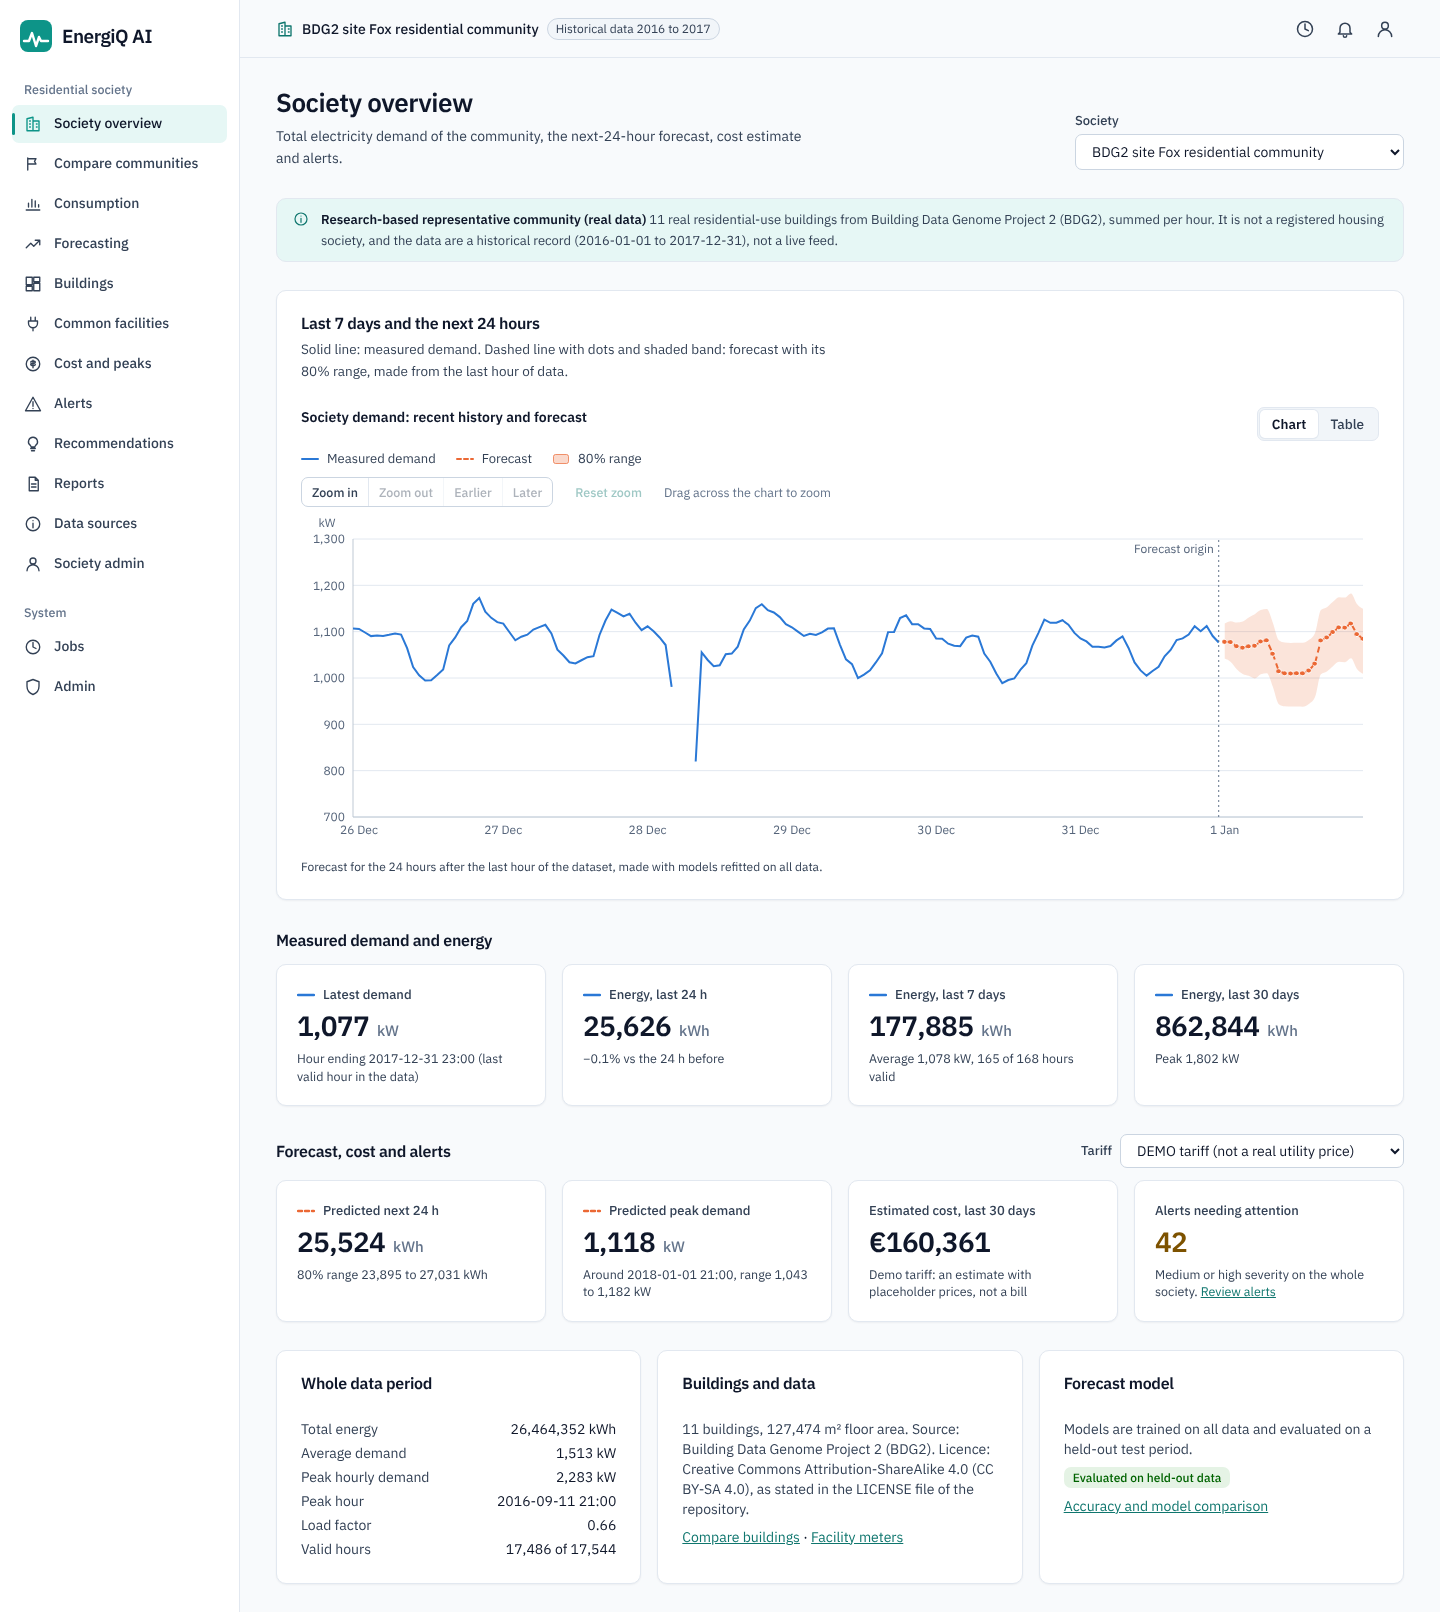 EnergiQ AI
Residential society
Society overview
Compare communities
Consumption
Forecasting
Buildings
Common facilities
Cost and peaks
Alerts
Recommendations
Reports
Data sources
Society admin
System
Jobs
Admin
BDG2 site Fox residential community
Historical data 2016 to 2017
Society overview
Total electricity demand of the community, the next-24-hour forecast, cost estimate
and alerts.
Society
BDG2 site Fox residential community
Research-based representative community (real data) 11 real residential-use buildings from Building Data Genome Project 2 (BDG2), summed per hour. It is not a registered housing
society, and the data are a historical record (2016-01-01 to 2017-12-31), not a live feed.
Last 7 days and the next 24 hours
Solid line: measured demand. Dashed line with dots and shaded band: forecast with its
80% range, made from the last hour of data.
Society demand: recent history and forecast
Chart Table
Measured demand Forecast 80% range
Zoom in Zoom out Earlier Later Reset zoom Drag across the chart to zoom
kW
1,300
Forecast origin
1,200
1,100
1,000
900
800
700
26 Dec 27 Dec 28 Dec 29 Dec 30 Dec 31 Dec 1 Jan
Forecast for the 24 hours after the last hour of the dataset, made with models refitted on all data.
Measured demand and energy
Latest demand
1,077 kW
Hour ending 2017-12-31 23:00 (last
valid hour in the data)
Energy, last 24 h
25,626 kWh
−0.1% vs the 24 h before
Energy, last 7 days
177,885 kWh
Average 1,078 kW, 165 of 168 hours
valid
Energy, last 30 days
862,844 kWh
Peak 1,802 kW
Forecast, cost and alerts
Tariff
DEMO tariff (not a real utility price)
Predicted next 24 h
25,524 kWh
80% range 23,895 to 27,031 kWh
Predicted peak demand
1,118 kW
Around 2018-01-01 21:00, range 1,043
to 1,182 kW
Estimated cost, last 30 days
€160,361
Demo tariff: an estimate with
placeholder prices, not a bill
Alerts needing attention
42
Medium or high severity on the whole
society. Review alerts
Whole data period
Total energy 26,464,352 kWh
Average demand 1,513 kW
Peak hourly demand 2,283 kW
Peak hour 2016-09-11 21:00
Load factor 0.66
Valid hours 17,486 of 17,544
Buildings and data
11 buildings, 127,474 m² floor area. Source:
Building Data Genome Project 2 (BDG2). Licence:
Creative Commons Attribution-ShareAlike 4.0 (CC
BY-SA 4.0), as stated in the LICENSE file of the
repository.
Compare buildings · Facility meters
Forecast model
Models are trained on all data and evaluated on a
held-out test period.
Evaluated on held-out data
Accuracy and model comparison